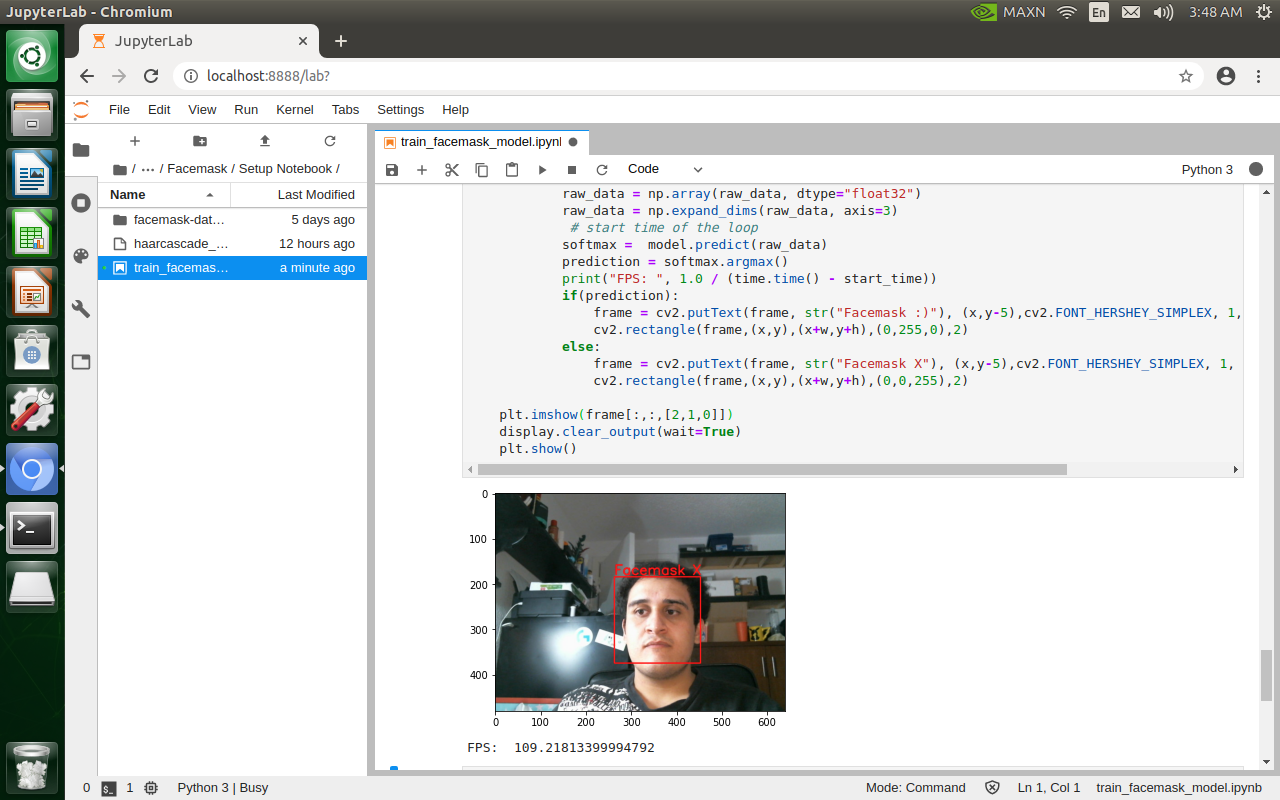 JupyterLab - Chromium
MAXN En 3:48 AM
JupyterLab
localhost:8888/lab?
File Edit View Run Kernel Tabs Settings Help
train_facemask_model.ipynl
/ ··· / Facemask / Setup Notebook /
Code
Python 3
Name Last Modified
facemask-dat… 5 days ago
haarcascade_… 12 hours ago
train_facemas… a minute ago
raw_data = np.array(raw_data, dtype="float32")
raw_data = np.expand_dims(raw_data, axis=3)
# start time of the loop
softmax =  model.predict(raw_data)
prediction = softmax.argmax()
print("FPS: ", 1.0 / (time.time() - start_time))
if(prediction):
frame = cv2.putText(frame, str("Facemask :)"), (x,y-5),cv2.FONT_HERSHEY_SIMPLEX, 1,
cv2.rectangle(frame,(x,y),(x+w,y+h),(0,255,0),2)
else:
frame = cv2.putText(frame, str("Facemask X"), (x,y-5),cv2.FONT_HERSHEY_SIMPLEX, 1,
cv2.rectangle(frame,(x,y),(x+w,y+h),(0,0,255),2)
plt.imshow(frame[:,:,[2,1,0]])
display.clear_output(wait=True)
plt.show()
0
100
200
300
400
Facemask X
0 100 200 300 400 500 600
FPS:  109.21813399994792
0 $_ 1 Python 3 | Busy
Mode: Command Ln 1, Col 1 train_facemask_model.ipynb